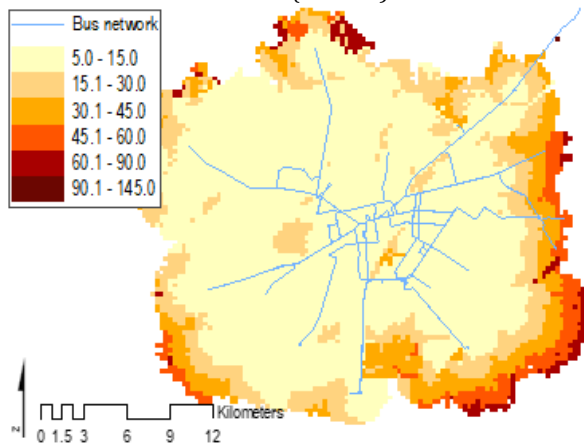 Bus network
5.0 - 15.0
15.1 - 30.0
30.1 - 45.0
45.1 - 60.0
60.1 - 90.0
90.1 - 145.0
Kilometers
0 1.5 3 6 9 12
z